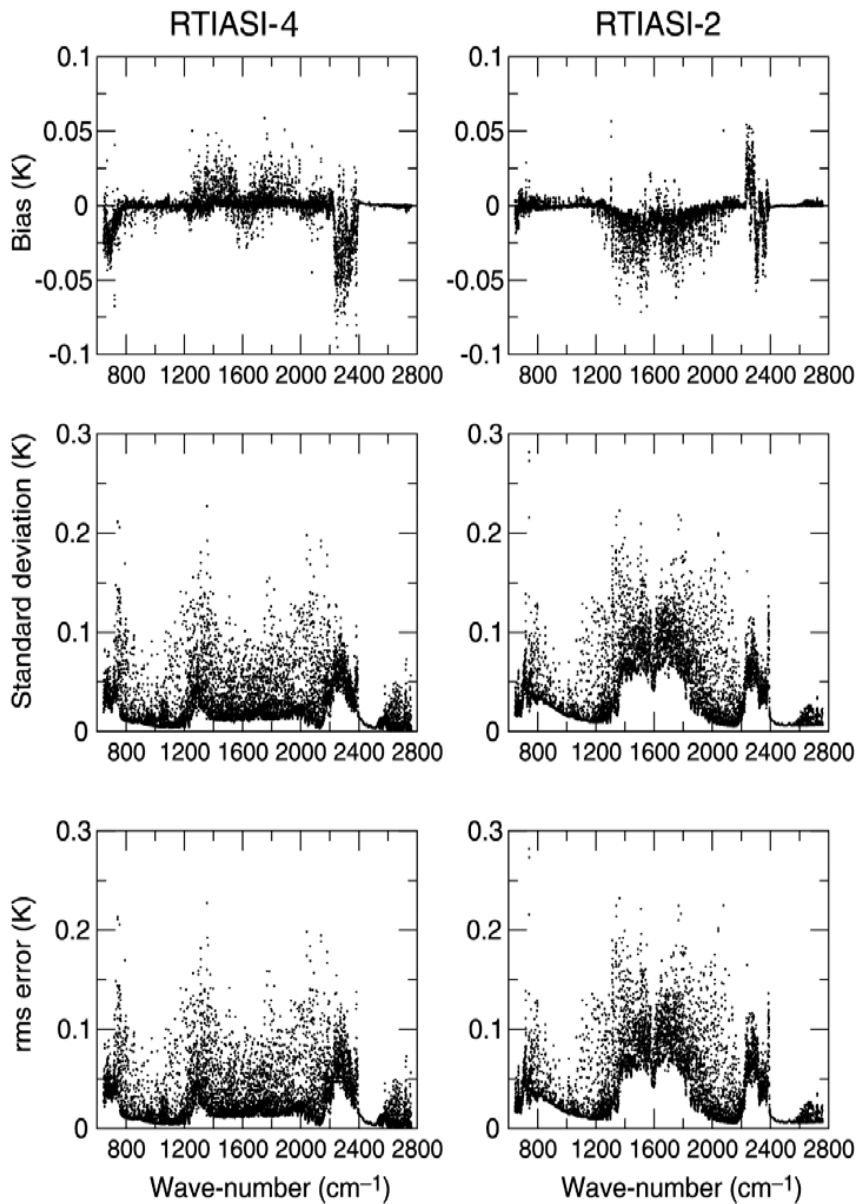 RTIASI-4 RTIASI-2
0.1 0.1
0.05 0.05
Bias (K)
0 0
-0.05 -0.05
-0.1 -0.1
800 1200 1600 2000 2400 2800 800 1200 1600 2000 2400 2800
0.3 0.3
Standard deviation (K)
0.2 0.2
0.1 0.1
0 0
800 1200 1600 2000 2400 2800 800 1200 1600 2000 2400 2800
0.3 0.3
rms error (K)
0.2 0.2
0.1 0.1
0 0
800 1200 1600 2000 2400 2800 800 1200 1600 2000 2400 2800
Wave-number (cm⁻¹) Wave-number (cm⁻¹)